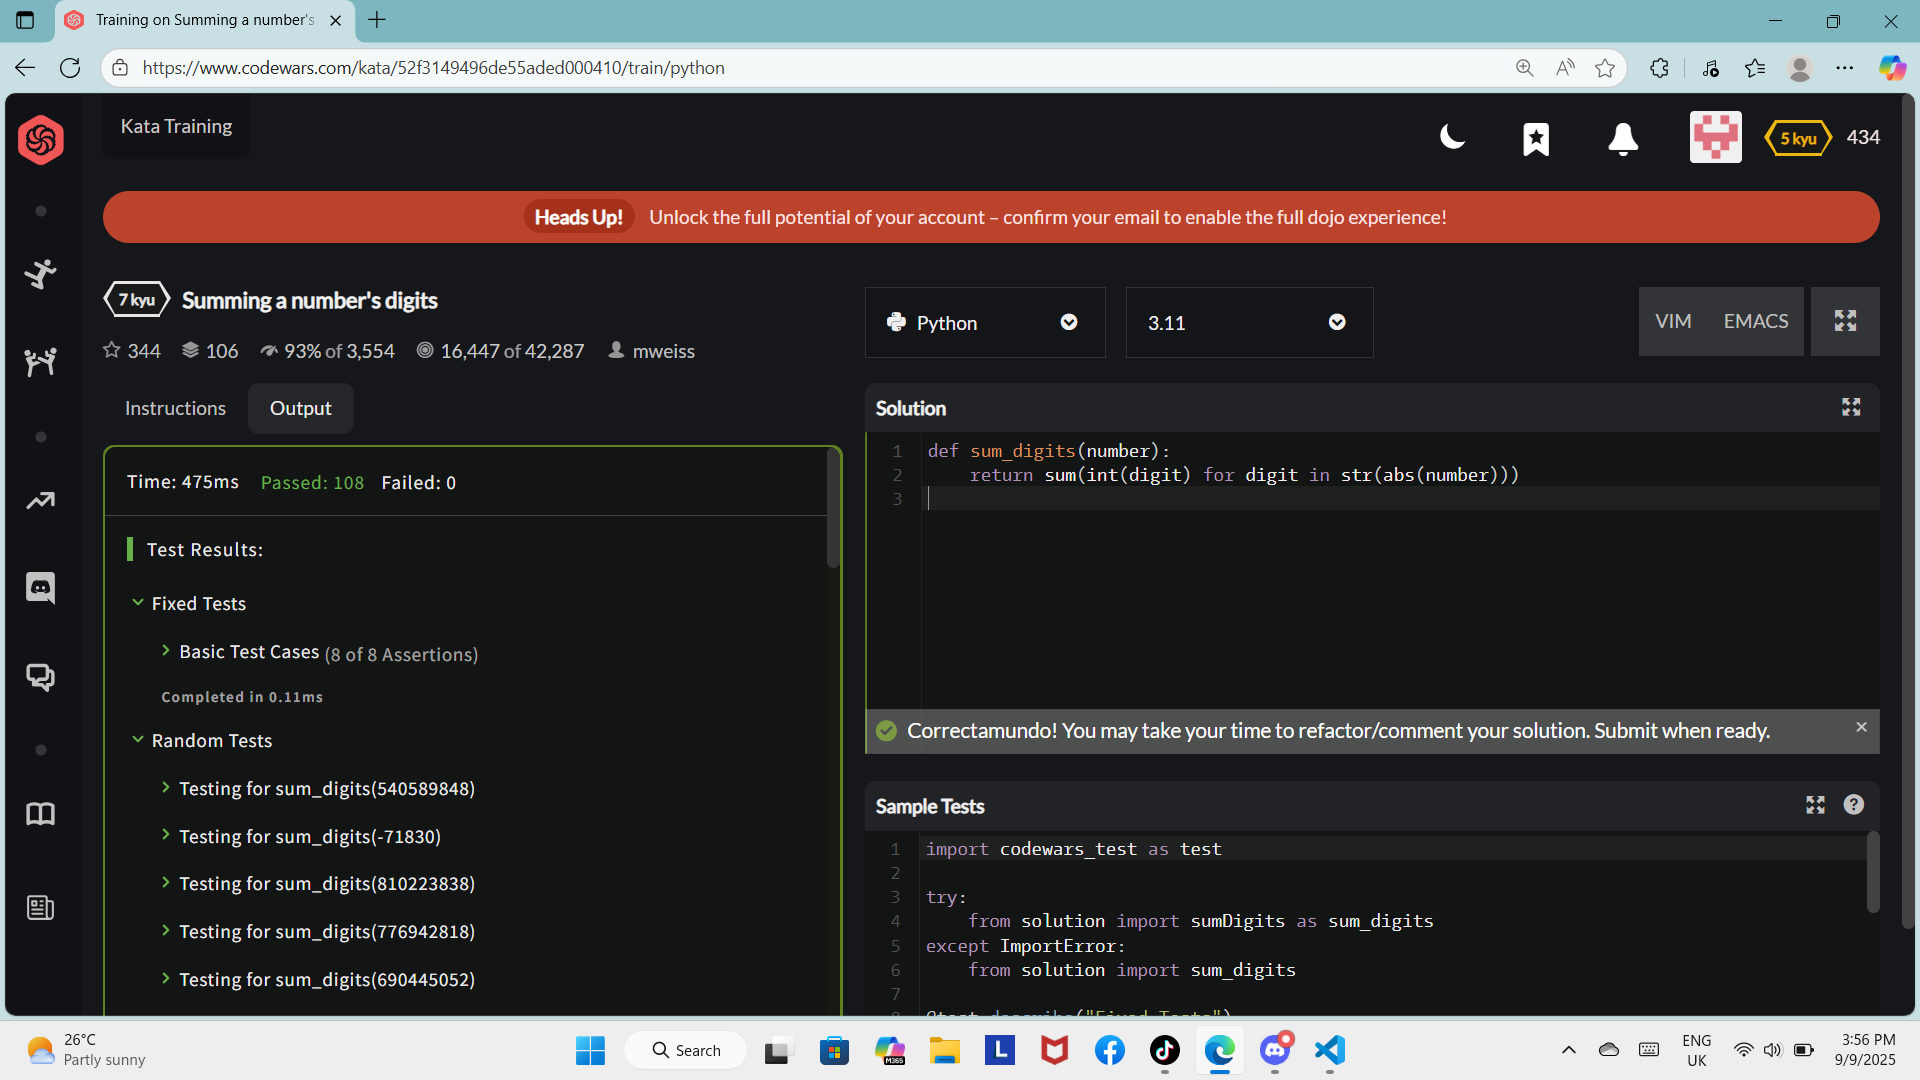 Training on Summing a number's
https://www.codewars.com/kata/52f3149496de55aded000410/train/python
Kata Training
5 kyu
434
Heads Up! Unlock the full potential of your account – confirm your email to enable the full dojo experience!
7 kyu Summing a number's digits
344 106 93% of 3,554 16,447 of 42,287 mweiss
Python
3.11
VIM EMACS
Instructions Output
Time: 475ms Passed: 108 Failed: 0
Test Results:
Fixed Tests
Basic Test Cases (8 of 8 Assertions)
Completed in 0.11ms
Random Tests
Testing for sum_digits(540589848)
Testing for sum_digits(-71830)
Testing for sum_digits(810223838)
Testing for sum_digits(776942818)
Testing for sum_digits(690445052)
Solution
1 def sum_digits(number):
2     return sum(int(digit) for digit in str(abs(number)))
3
Correctamundo! You may take your time to refactor/comment your solution. Submit when ready.
Sample Tests
1 import codewars_test as test
2
3 try:
4     from solution import sumDigits as sum_digits
5 except ImportError:
6     from solution import sum_digits
7
8 @test.describe("Fixed Tests")
26°C
Partly sunny
Search
M365
L
ENG
UK
3:56 PM
9/9/2025